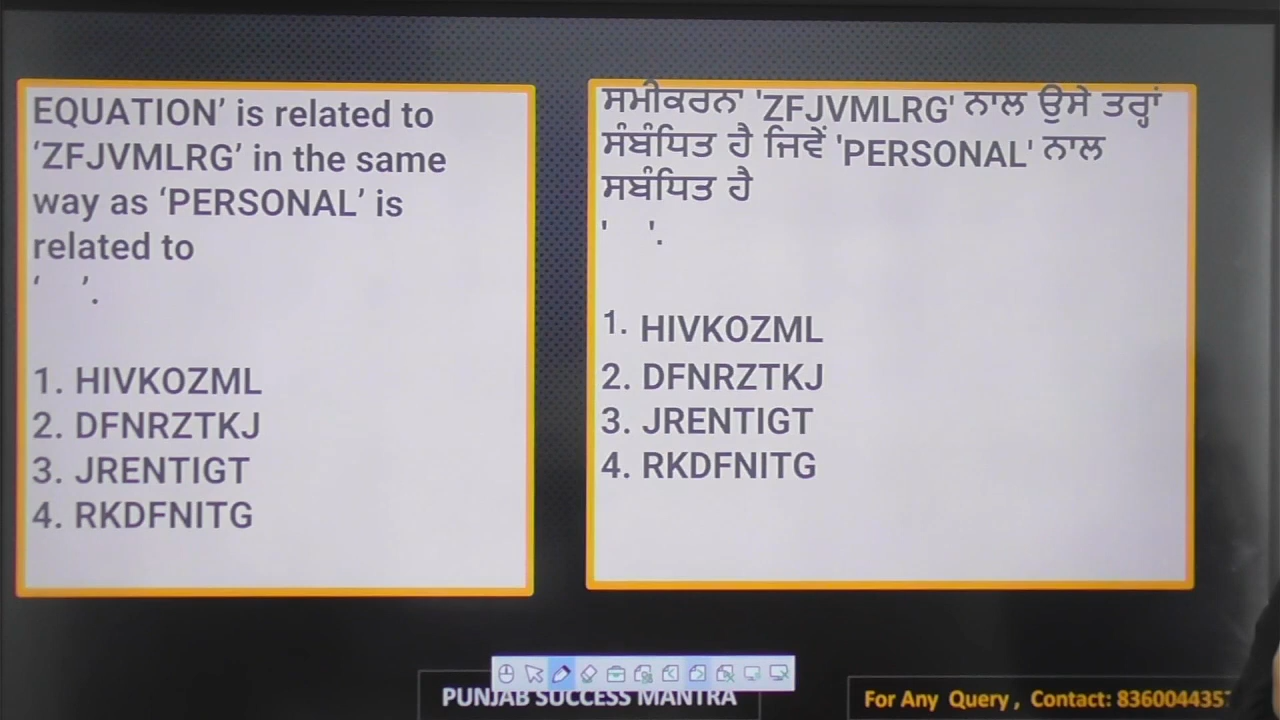 EQUATION’ is related to
‘ZFJVMLRG’ in the same
way as ‘PERSONAL’ is
related to
‘ ’.
1. HIVKOZML
2. DFNRZTKJ
3. JRENTIGT
4. RKDFNITG
ਸਮੀਕਰਨ' 'ZFJVMLRG' ਨਾਲ ਉਸੇ ਤਰ੍ਹਾਂ
ਸੰਬੰਧਿਤ ਹੈ ਜਿਵੇਂ 'PERSONAL' ਨਾਲ
ਸਬੰਧਿਤ ਹੈ
' '.
1. HIVKOZML
2. DFNRZTKJ
3. JRENTIGT
4. RKDFNITG
PUNJAB SUCCESS MANTRA
For Any Query , Contact: